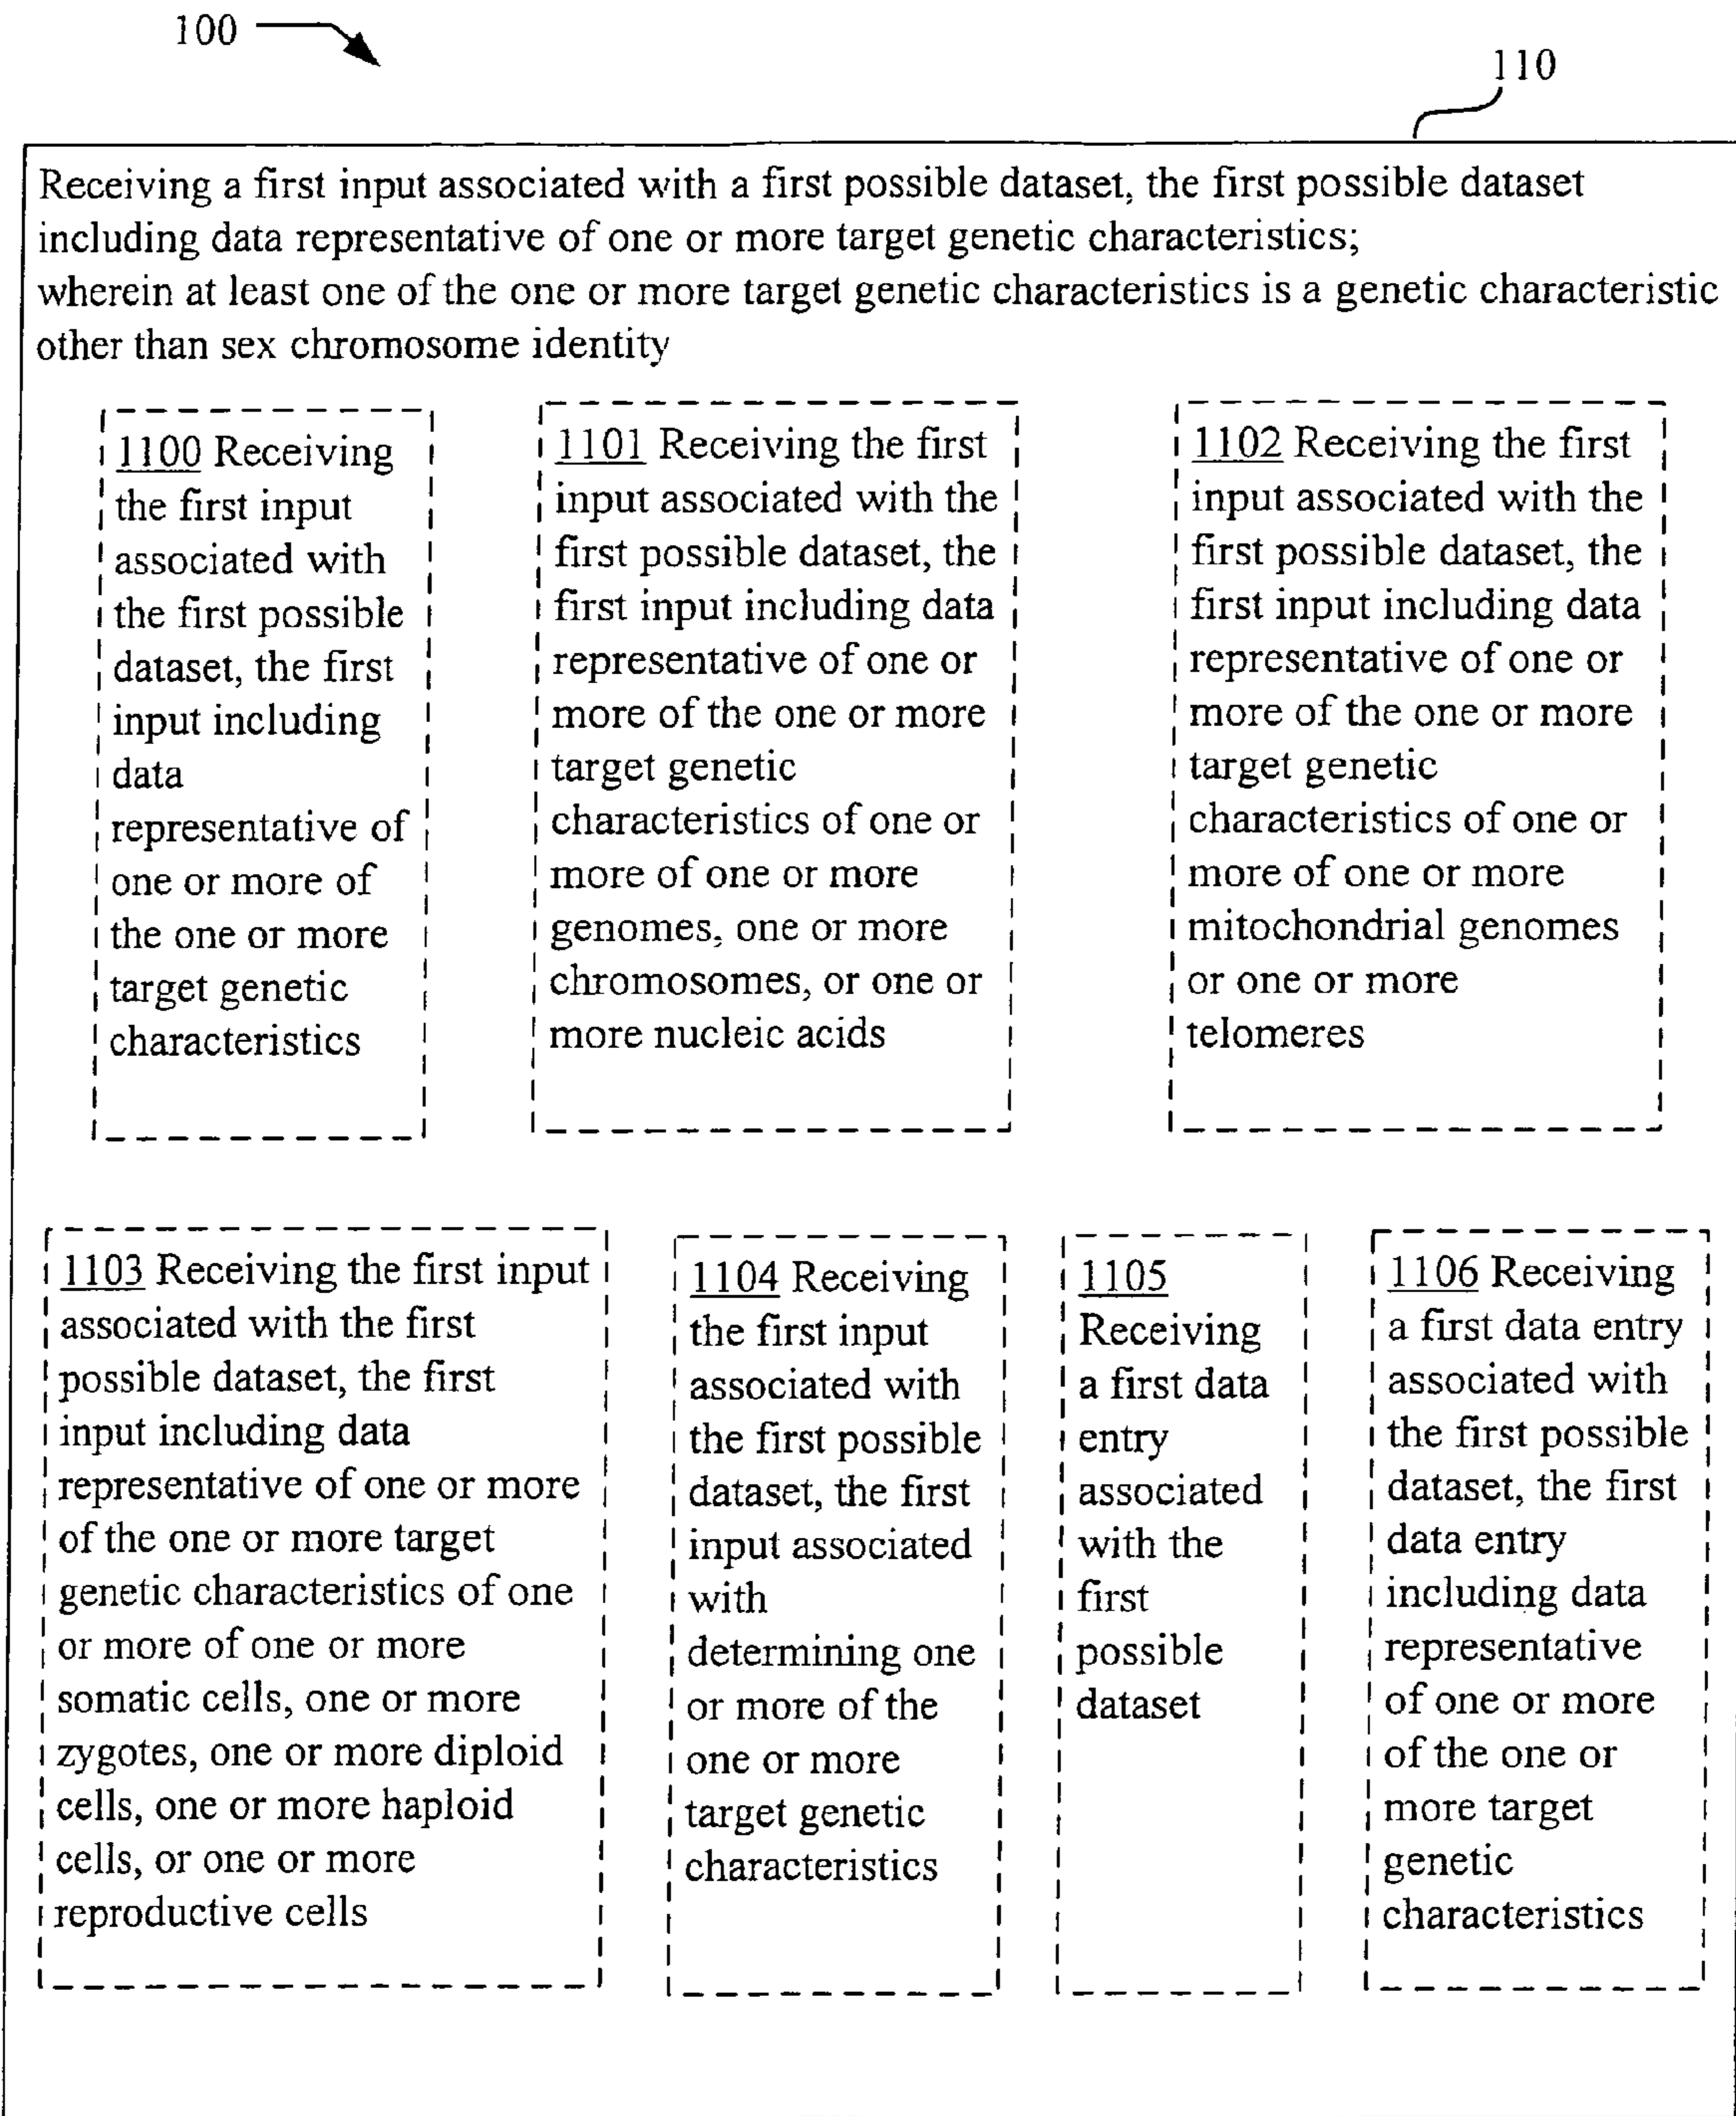 100
110
Receiving a first input associated with a first possible dataset, the first possible dataset
including data representative of one or more target genetic characteristics;
wherein at least one of the one or more target genetic characteristics is a genetic characteristic
other than sex chromosome identity
1100 Receiving
the first input
associated with
the first possible
dataset, the first
input including
data
representative of
one or more of
the one or more
target genetic
characteristics
1101 Receiving the first
input associated with the
first possible dataset, the
first input including data
representative of one or
more of the one or more
target genetic
characteristics of one or
more of one or more
genomes, one or more
chromosomes, or one or
more nucleic acids
1102 Receiving the first
input associated with the
first possible dataset, the
first input including data
representative of one or
more of the one or more
target genetic
characteristics of one or
more of one or more
mitochondrial genomes
or one or more
telomeres
1103 Receiving the first input
associated with the first
possible dataset, the first
input including data
representative of one or more
of the one or more target
genetic characteristics of one
or more of one or more
somatic cells, one or more
zygotes, one or more diploid
cells, one or more haploid
cells, or one or more
reproductive cells
1104 Receiving
the first input
associated with
the first possible
dataset, the first
input associated
with
determining one
or more of the
one or more
target genetic
characteristics
1105
Receiving
a first data
entry
associated
with the
first
possible
dataset
1106 Receiving
a first data entry
associated with
the first possible
dataset, the first
data entry
including data
representative
of one or more
of the one or
more target
genetic
characteristics